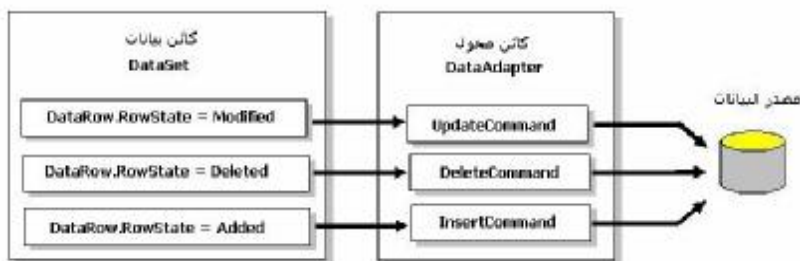 كائن بيانات
DataSet
DataRow.RowState = Modified
DataRow.RowState = Deleted
DataRow.RowState = Added
كائن محول
DataAdapter
UpdateCommand
DeleteCommand
InsertCommand
مصدر البيانات